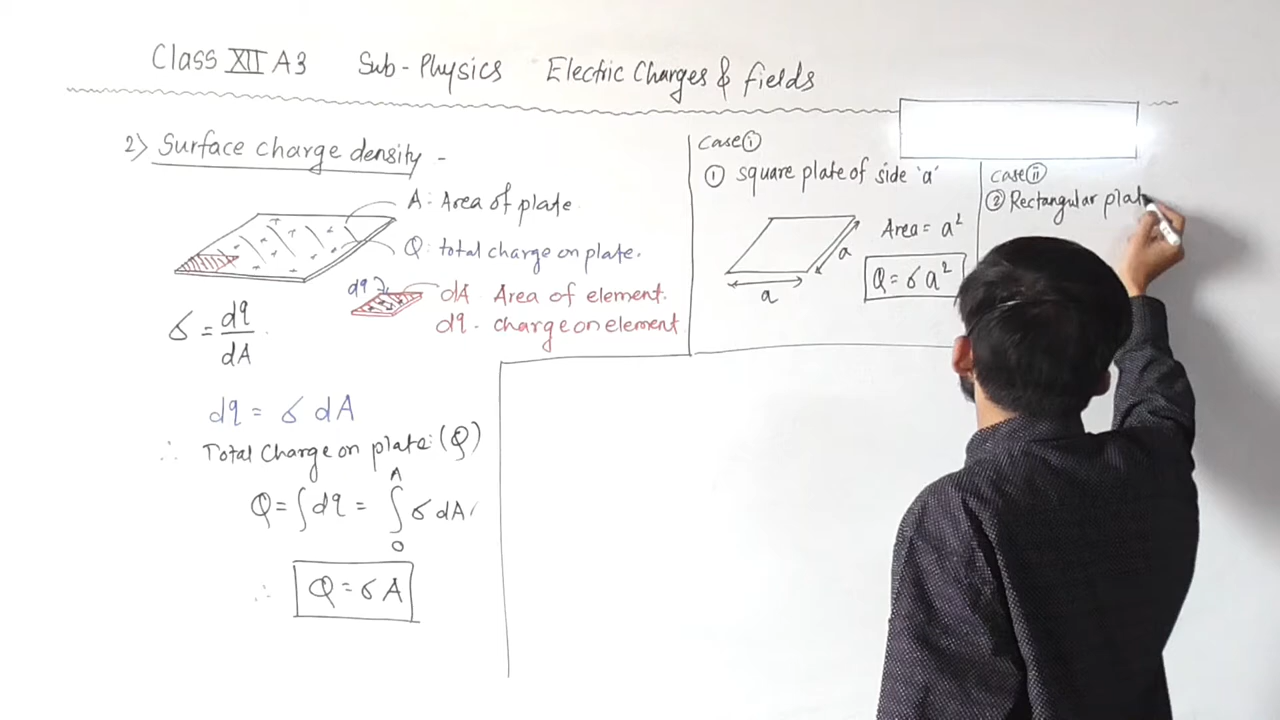 Class XII A3 Sub - Physics Electric Charges & fields
2) Surface charge density -
A : Area of plate
Q : total charge on plate.
dq
dA . Area of element.
dq - charge on element
σ = dq/dA
dq = σ dA
∴ Total Charge on plate: (Q)
Q = ∫ dq = ∫₀ᴬ σ dA
∴ Q = σ A
Case (i)
① square plate of side 'a'
Area = a²
a
a
Q = σ a²
Case (ii)
② Rectangular plat